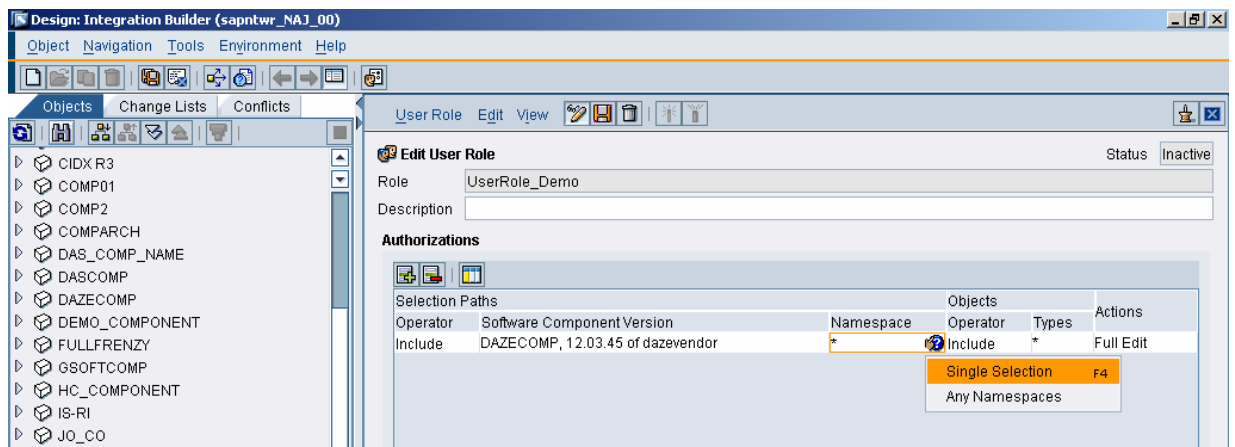 Design: Integration Builder (sapntwr_NAJ_00)
Object Navigation Tools Environment Help
Objects Change Lists Conflicts
User Role Edit View
Edit User Role Status Inactive
Role UserRole_Demo
Description
Authorizations
Selection Paths Objects Actions
Operator Software Component Version Namespace Operator Types
Include DAZECOMP, 12.03.45 of dazevendor * Include * Full Edit
Single Selection F4
Any Namespaces
CIDX R3
COMP01
COMP2
COMPARCH
DAS_COMP_NAME
DASCOMP
DAZECOMP
DEMO_COMPONENT
FULLFRENZY
GSOFTCOMP
HC_COMPONENT
IS-RI
JO_CO